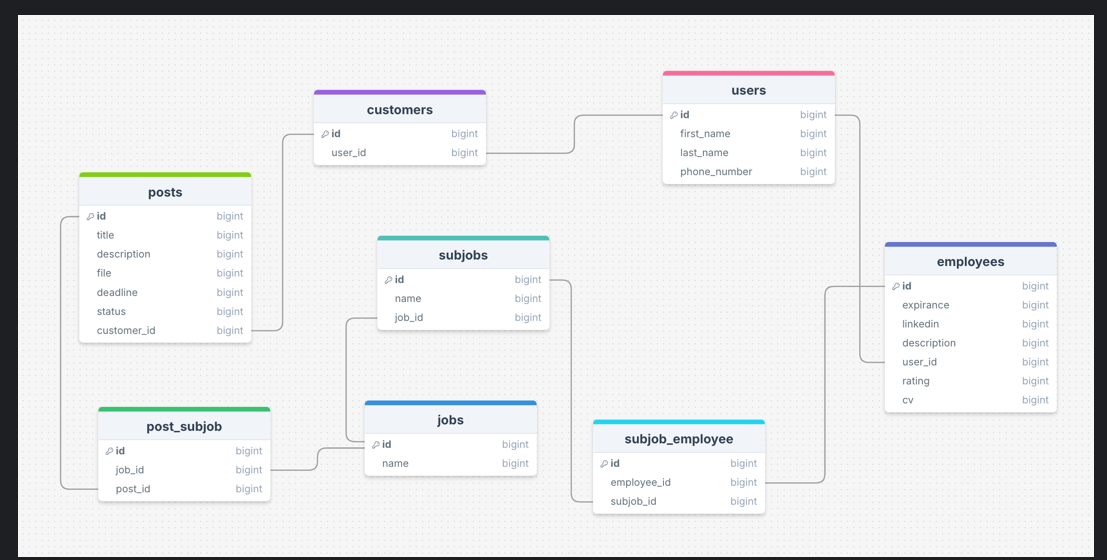 customers
id bigint
user_id bigint
users
id bigint
first_name bigint
last_name bigint
phone_number bigint
posts
id bigint
title bigint
description bigint
file bigint
deadline bigint
status bigint
customer_id bigint
subjobs
id bigint
name bigint
job_id bigint
employees
id bigint
expirance bigint
linkedin bigint
description bigint
user_id bigint
rating bigint
cv bigint
post_subjob
id bigint
job_id bigint
post_id bigint
jobs
id bigint
name bigint
subjob_employee
id bigint
employee_id bigint
subjob_id bigint